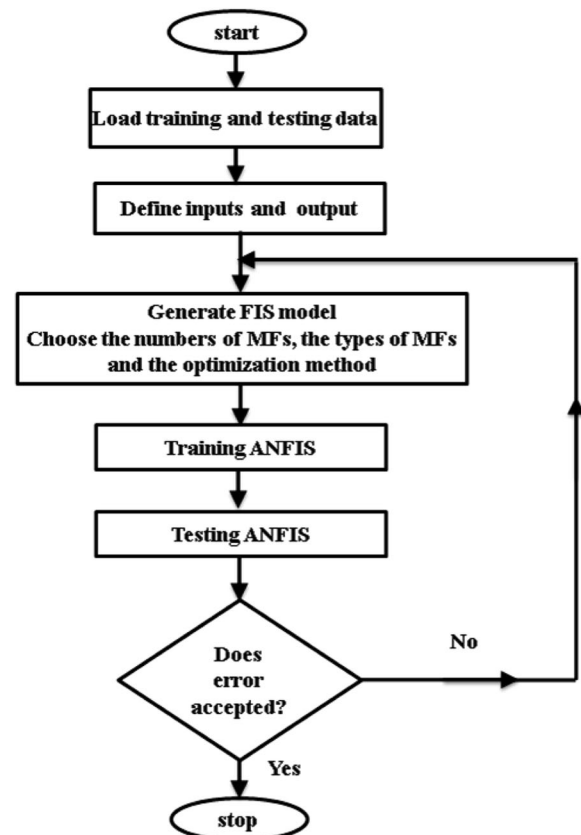 start
Load training and testing data
Define inputs and output
Generate FIS model
Choose the numbers of MFs, the types of MFs
and the optimization method
Training ANFIS
Testing ANFIS
Does
error
accepted?
No
Yes
stop